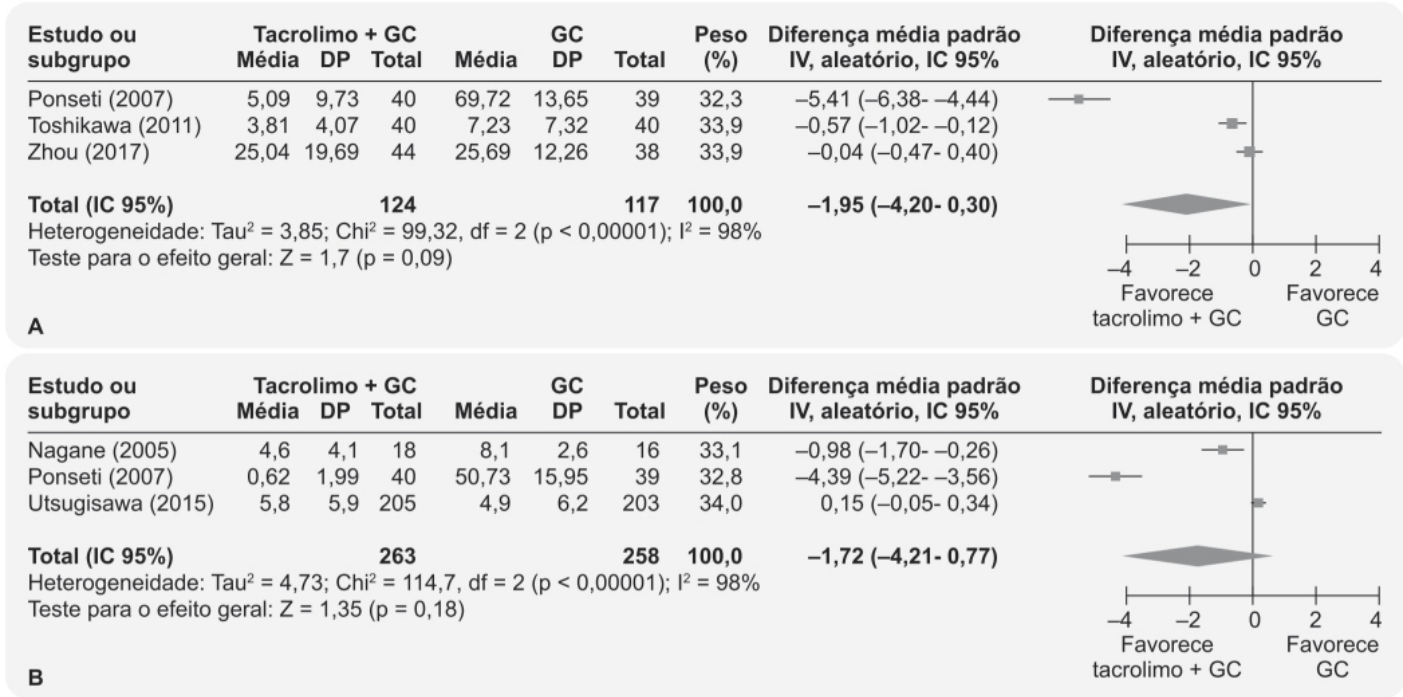 Estudo ou Tacrolimo + GC GC Peso Diferença média padrão Diferença média padrão
subgrupo Média DP Total Média DP Total (%) IV, aleatório, IC 95% IV, aleatório, IC 95%
Ponseti (2007) 5,09 9,73 40 69,72 13,65 39 32,3 –5,41 (–6,38- –4,44)
Toshikawa (2011) 3,81 4,07 40 7,23 7,32 40 33,9 –0,57 (–1,02- –0,12)
Zhou (2017) 25,04 19,69 44 25,69 12,26 38 33,9 –0,04 (–0,47- 0,40)
Total (IC 95%) 124 117 100,0 –1,95 (–4,20- 0,30)
Heterogeneidade: Tau² = 3,85; Chi² = 99,32, df = 2 (p < 0,00001); I² = 98%
Teste para o efeito geral: Z = 1,7 (p = 0,09)
–4 –2 0 2 4
Favorece Favorece
tacrolimo + GC GC
A
Estudo ou Tacrolimo + GC GC Peso Diferença média padrão Diferença média padrão
subgrupo Média DP Total Média DP Total (%) IV, aleatório, IC 95% IV, aleatório, IC 95%
Nagane (2005) 4,6 4,1 18 8,1 2,6 16 33,1 –0,98 (–1,70- –0,26)
Ponseti (2007) 0,62 1,99 40 50,73 15,95 39 32,8 –4,39 (–5,22- –3,56)
Utsugisawa (2015) 5,8 5,9 205 4,9 6,2 203 34,0 0,15 (–0,05- 0,34)
Total (IC 95%) 263 258 100,0 –1,72 (–4,21- 0,77)
Heterogeneidade: Tau² = 4,73; Chi² = 114,7, df = 2 (p < 0,00001); I² = 98%
Teste para o efeito geral: Z = 1,35 (p = 0,18)
–4 –2 0 2 4
Favorece Favorece
tacrolimo + GC GC
B